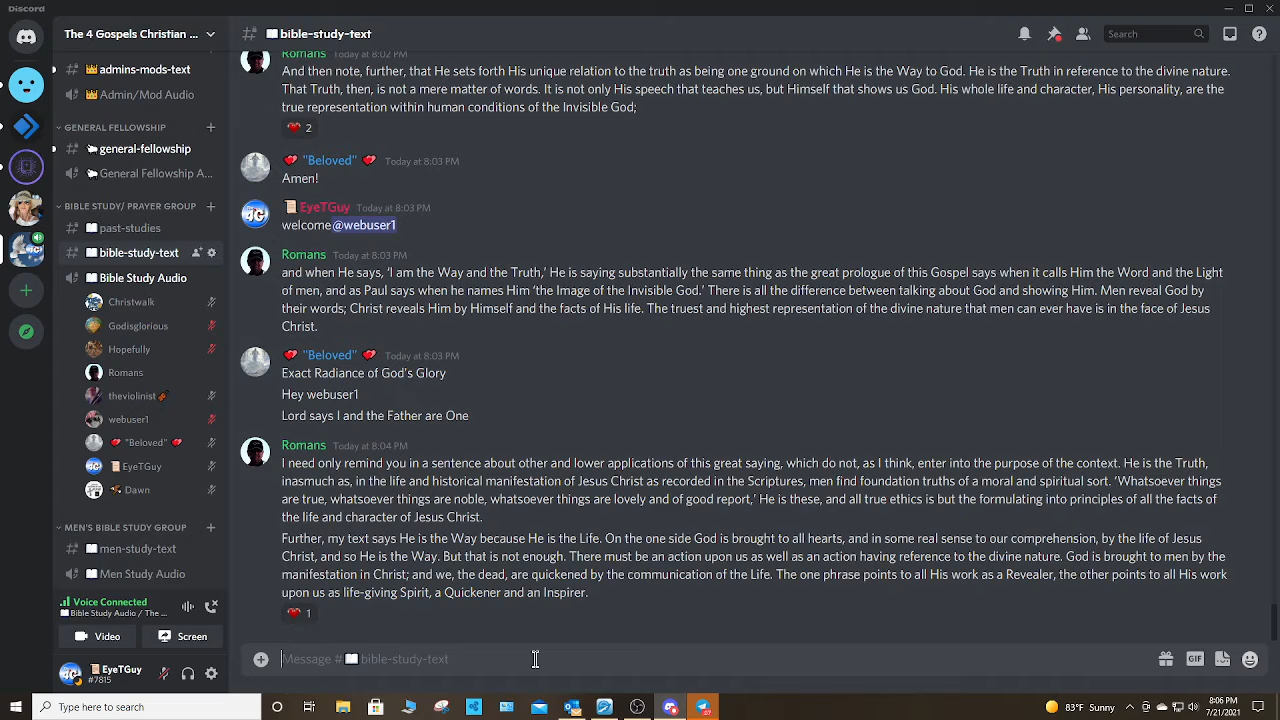 Discord
The 4 Gospels Christian ...
bible-study-text
Search
admins-mods-text
Admin/Mod Audio
GENERAL FELLOWSHIP
general-fellowship
General Fellowship A...
BIBLE STUDY/ PRAYER GROUP
past-studies
bible-study-text
Bible Study Audio
Christwalk
Godisglorious
Hopefully
Romans
theviolinist
webuser1
"Beloved"
EyeTGuy
Dawn
MEN'S BIBLE STUDY GROUP
men-study-text
Men Study Audio
Voice Connected
Bible Study Audio / The ...
Video Screen
EyeTGuy
#7815
Romans Today at 8:02 PM
And then note, further, that He sets forth His unique relation to the truth as being one ground on which He is the Way to God. He is the Truth in reference to the divine nature.
That Truth, then, is not a mere matter of words. It is not only His speech that teaches us, but Himself that shows us God. His whole life and character, His personality, are the
true representation within human conditions of the Invisible God;
2
"Beloved" Today at 8:03 PM
Amen!
EyeTGuy Today at 8:03 PM
welcome @webuser1
Romans Today at 8:03 PM
and when He says, ‘I am the Way and the Truth,’ He is saying substantially the same thing as the great prologue of this Gospel says when it calls Him the Word and the Light
of men, and as Paul says when he names Him ‘the Image of the Invisible God.’ There is all the difference between talking about God and showing Him. Men reveal God by
their words; Christ reveals Him by Himself and the facts of His life. The truest and highest representation of the divine nature that men can ever have is in the face of Jesus
Christ.
"Beloved" Today at 8:03 PM
Exact Radiance of God's Glory
Hey webuser1
Lord says I and the Father are One
Romans Today at 8:04 PM
I need only remind you in a sentence about other and lower applications of this great saying, which do not, as I think, enter into the purpose of the context. He is the Truth,
inasmuch as, in the life and historical manifestation of Jesus Christ as recorded in the Scriptures, men find foundation truths of a moral and spiritual sort. ‘Whatsoever things
are true, whatsoever things are noble, whatsoever things are lovely and of good report,’ He is these, and all true ethics is but the formulating into principles of all the facts of
the life and character of Jesus Christ.
Further, my text says He is the Way because He is the Life. On the one side God is brought to all hearts, and in some real sense to our comprehension, by the life of Jesus
Christ, and so He is the Way. But that is not enough. There must be an action upon us as well as an action having reference to the divine nature. God is brought to men by the
manifestation in Christ; and we, the dead, are quickened by the communication of the Life. The one phrase points to all His work as a Revealer, the other points to all His work
upon us as life-giving Spirit, a Quickener and an Inspirer.
1
Message # bible-study-text
GIF
Type here to search
83°F Sunny
8:06 PM
7/21/2021